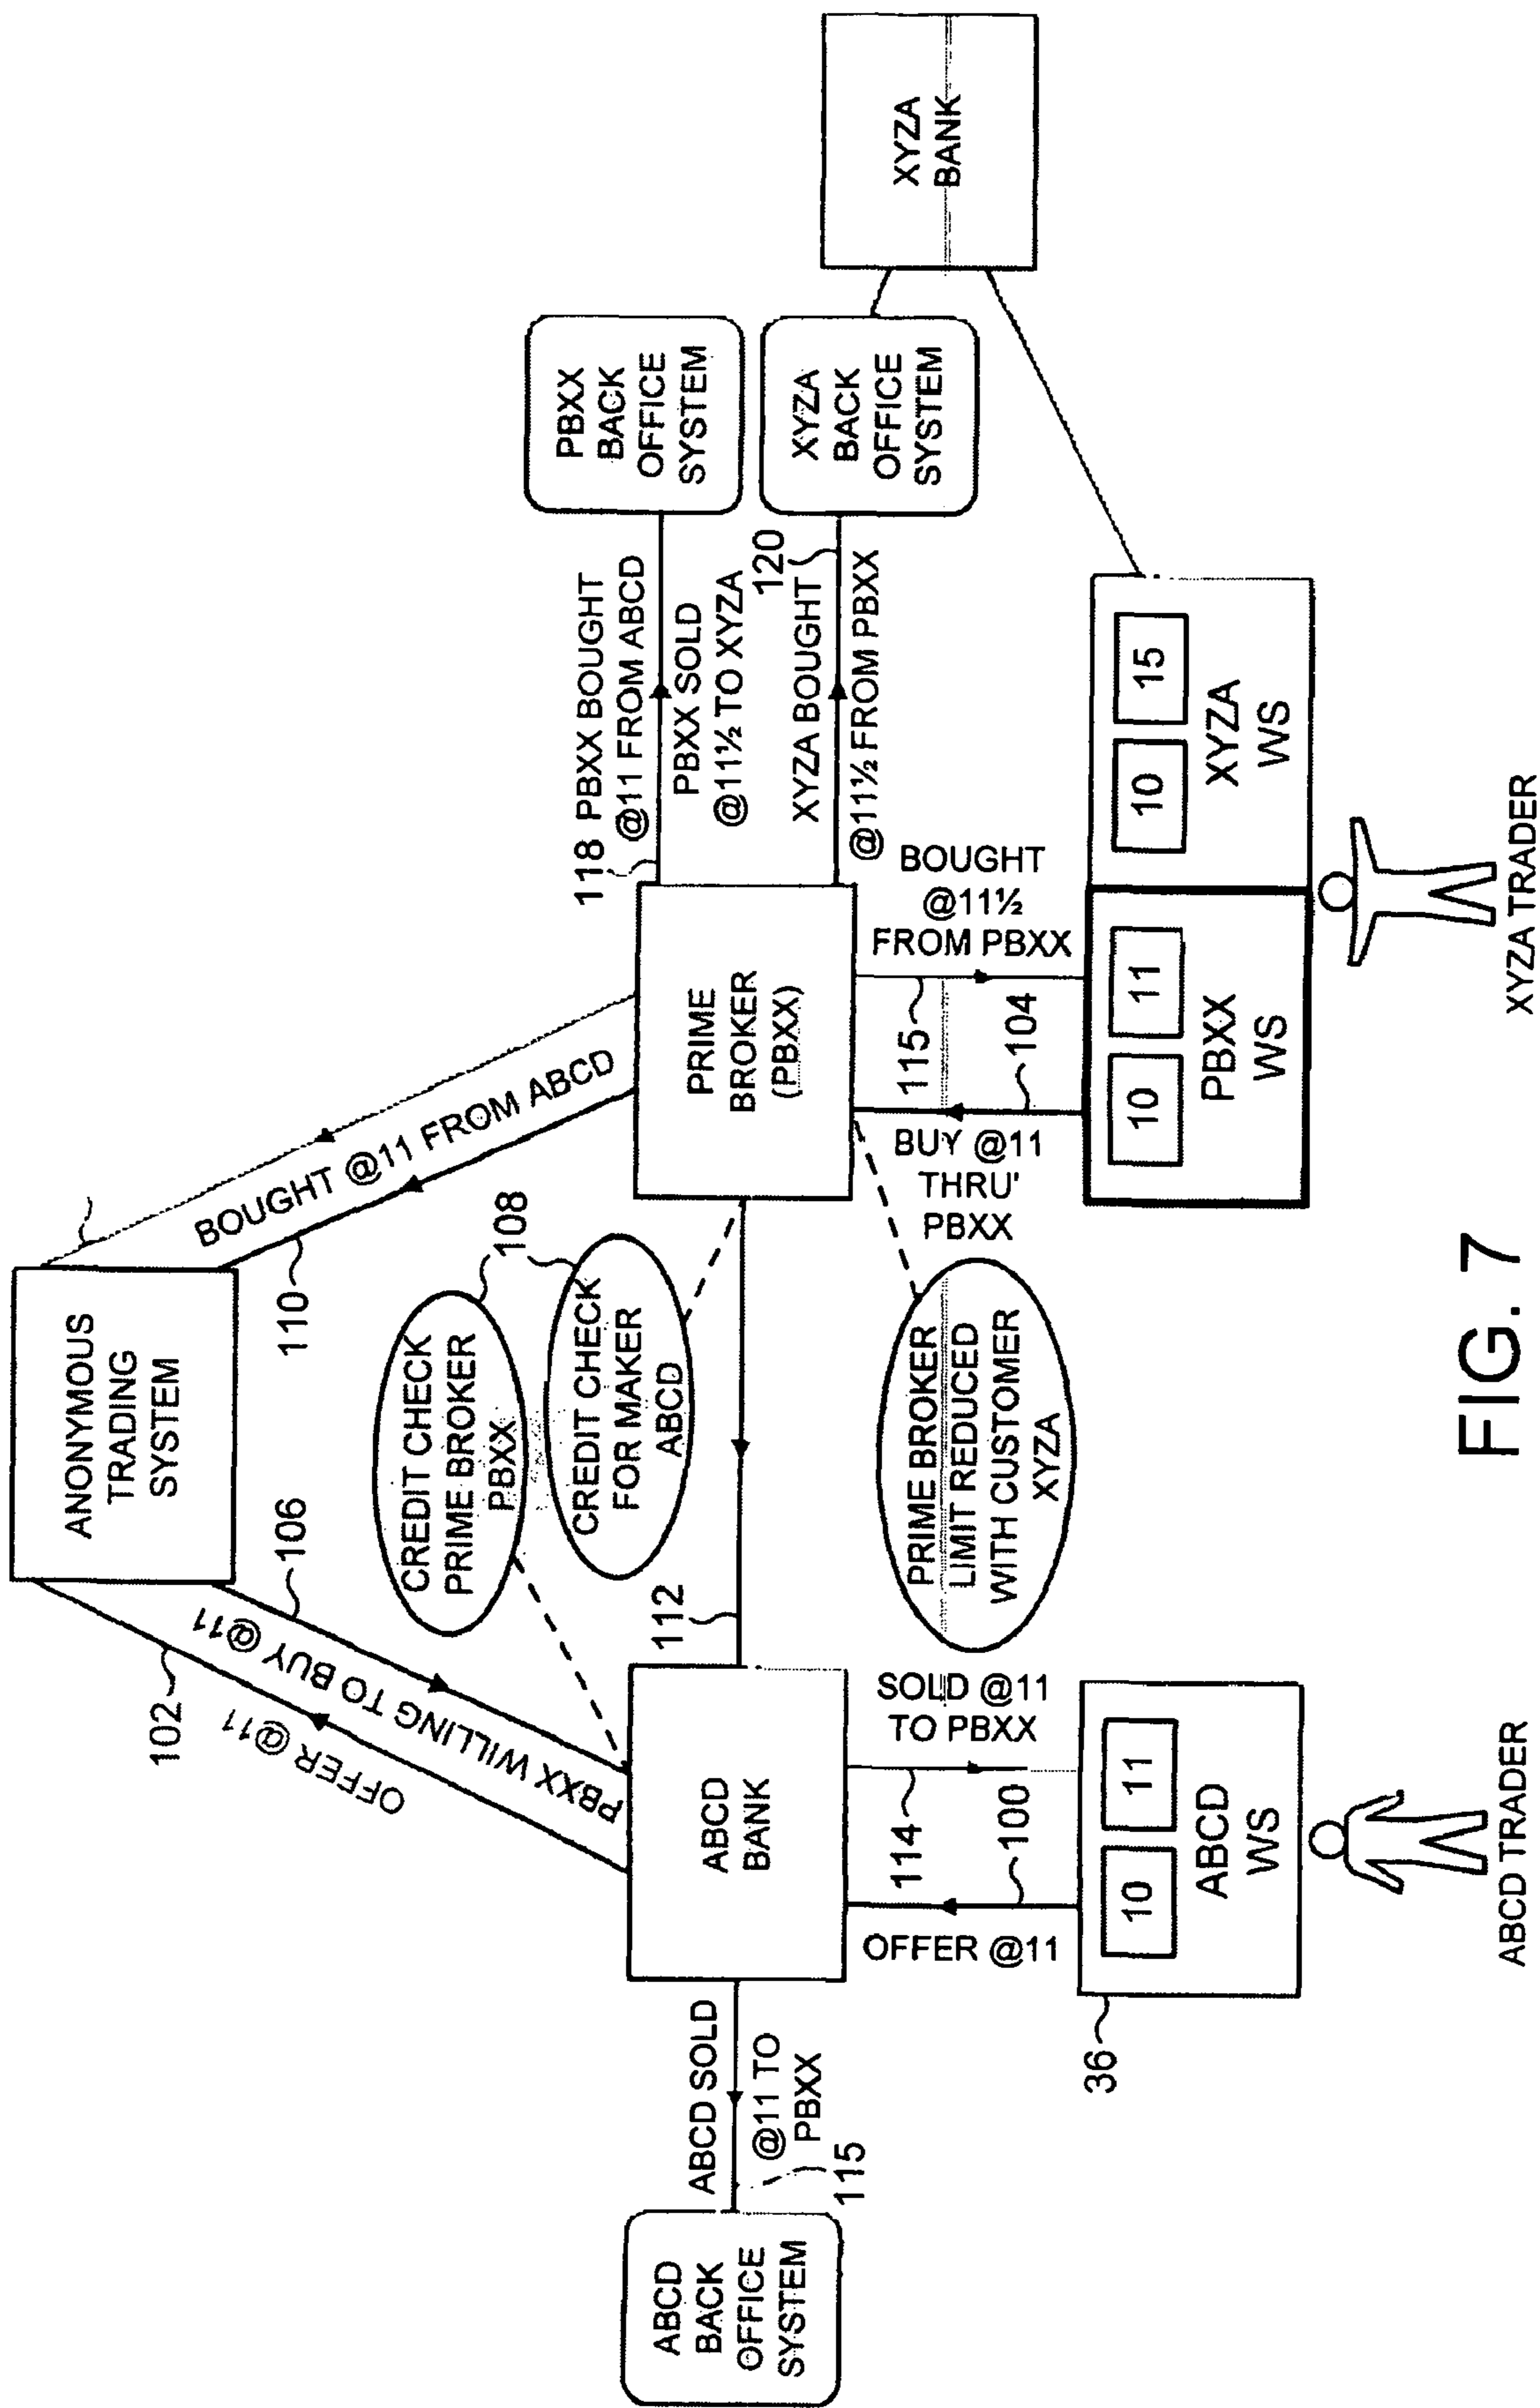 ANONYMOUS
TRADING
SYSTEM
102
OFFER @11
PBXX WILLING TO BUY @11
106
110
BOUGHT @11 FROM ABCD
CREDIT CHECK
PRIME BROKER
PBXX
108
CREDIT CHECK
FOR MAKER
ABCD
ABCD
BACK
OFFICE
SYSTEM
ABCD SOLD
@11 TO
PBXX
115
ABCD
BANK
112
PRIME
BROKER
(PBXX)
118
PBXX BOUGHT
@11 FROM ABCD
PBXX SOLD
@11½ TO XYZA
PBXX
BACK
OFFICE
SYSTEM
XYZA BOUGHT
120
@11½ FROM PBXX
XYZA
BACK
OFFICE
SYSTEM
XYZA
BANK
OFFER @11
100
114
SOLD @11
TO PBXX
PRIME BROKER
LIMIT REDUCED
WITH CUSTOMER
XYZA
BUY @11
THRU'
PBXX
104
115
BOUGHT
@11½
FROM PBXX
36
10
11
ABCD
WS
10
11
PBXX
WS
10
15
XYZA
WS
ABCD TRADER
XYZA TRADER
FIG. 7